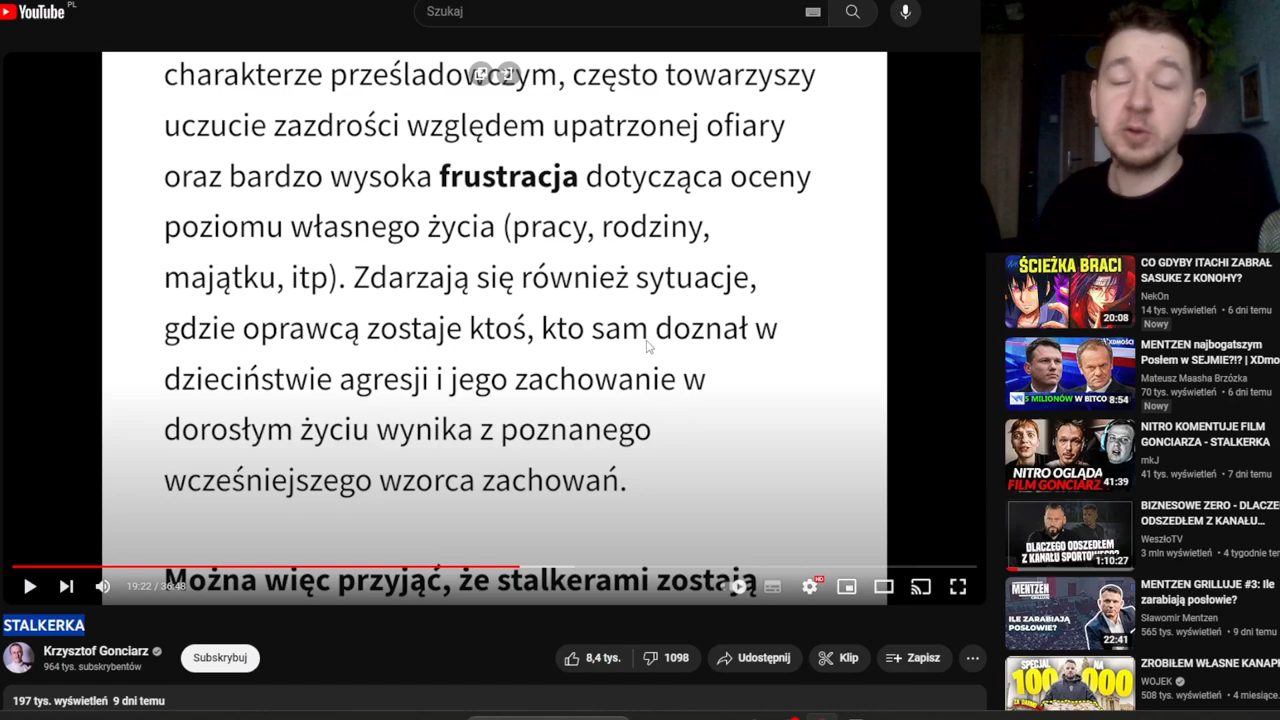 YouTube PL
Szukaj
charakterze prześladowczym, często towarzyszy
uczucie zazdrości względem upatrzonej ofiary
oraz bardzo wysoka frustracja dotycząca oceny
poziomu własnego życia (pracy, rodziny,
majątku, itp). Zdarzają się również sytuacje,
gdzie oprawcą zostaje ktoś, kto sam doznał w
dzieciństwie agresji i jego zachowanie w
dorosłym życiu wynika z poznanego
wcześniejszego wzorca zachowań.
Można więc przyjąć, że stalkerami zostają
19:22 / 36:48
HD
STALKERKA
Krzysztof Gonciarz
964 tys. subskrybentów
Subskrybuj
8,4 tys.
1098
Udostępnij
Klip
Zapisz
197 tys. wyświetleń 9 dni temu
ŚCIEŻKA BRACI
20:08
CO GDYBY ITACHI ZABRAŁ
SASUKE Z KONOHY?
NekOn
14 tys. wyświetleń • 6 dni temu
Nowy
5 MILIONÓW W BITCO
8:54
MENTZEN najbogatszym
Posłem w SEJMIE?!? | XDmo
Mateusz Maasha Brzózka
70 tys. wyświetleń • 6 dni temu
Nowy
NITRO OGLĄDA
FILM GONCIARZ
41:39
NITRO KOMENTUJE FILM
GONCIARZA - STALKERKA
mkJ
41 tys. wyświetleń • 7 dni temu
DLACZEGO ODSZEDŁEM
Z KANAŁU
1:10:27
BIZNESOWE ZERO - DLACZE
ODSZEDŁEM Z KANAŁU...
WeszłoTV
3 mln wyświetleń • 4 tygodnie te
MENTZEN
ILE ZARABIAJĄ
POSŁOWIE?
22:41
MENTZEN GRILLUJE #3: Ile
zarabiają posłowie?
Sławomir Mentzen
565 tys. wyświetleń • 9 dni tem
SPECJAL NA
100 000
ZROBIŁEM WŁASNE KANAP
WOJEK
508 tys. wyświetleń • 4 miesiące